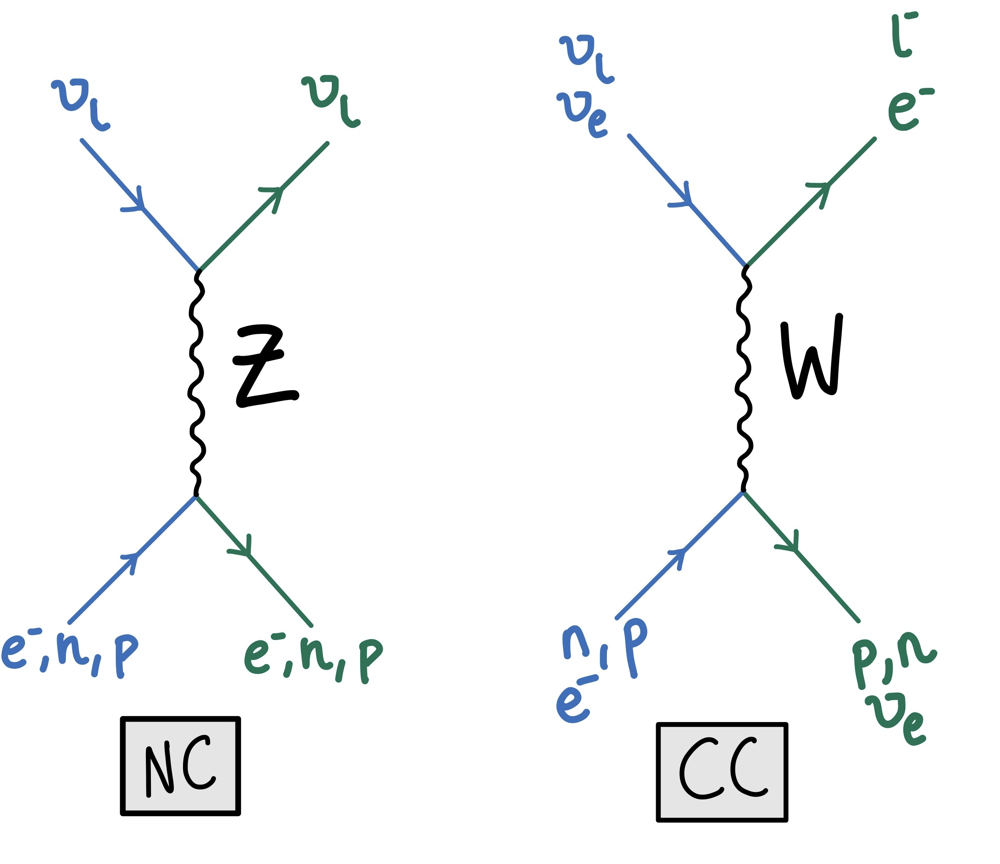 νl
νl
Z
e⁻, n, p
e⁻, n, p
NC
νl
l⁻
νe
e⁻
W
n, p
p, n
e⁻
νe
CC